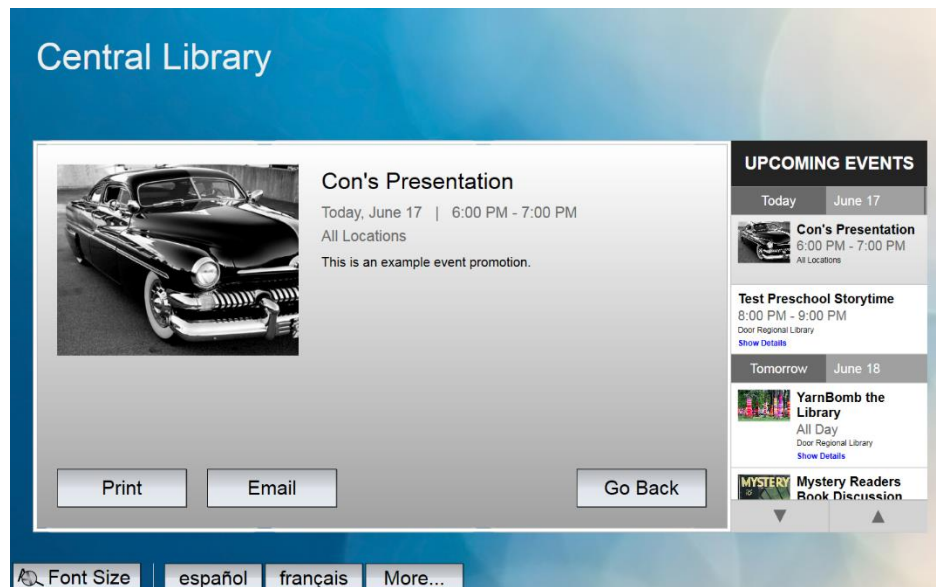 Central Library
Con's Presentation
Today, June 17 | 6:00 PM - 7:00 PM
All Locations
This is an example event promotion.
Print
Email
Go Back
UPCOMING EVENTS
Today June 17
Con's Presentation
6:00 PM - 7:00 PM
All Locations
Test Preschool Storytime
8:00 PM - 9:00 PM
Door Regional Library
Show Details
Tomorrow June 18
YarnBomb the
Library
All Day
Door Regional Library
Show Details
MYSTERY
Mystery Readers
Book Discussion
Font Size
español
français
More...